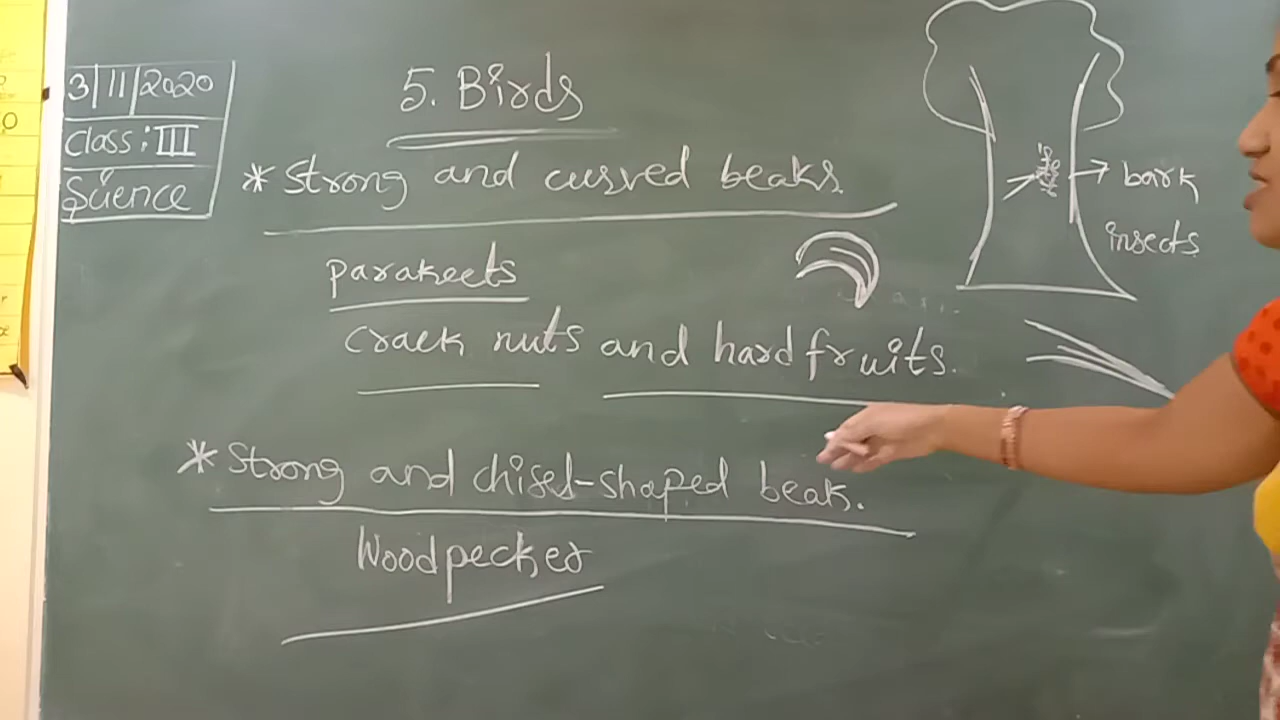 3/11/2020
Class: III
Science
5. Birds
* Strong and curved beaks.
parakeets
crack nuts and hard fruits.
* Strong and chisel-shaped beak.
Woodpecker
bark
insects